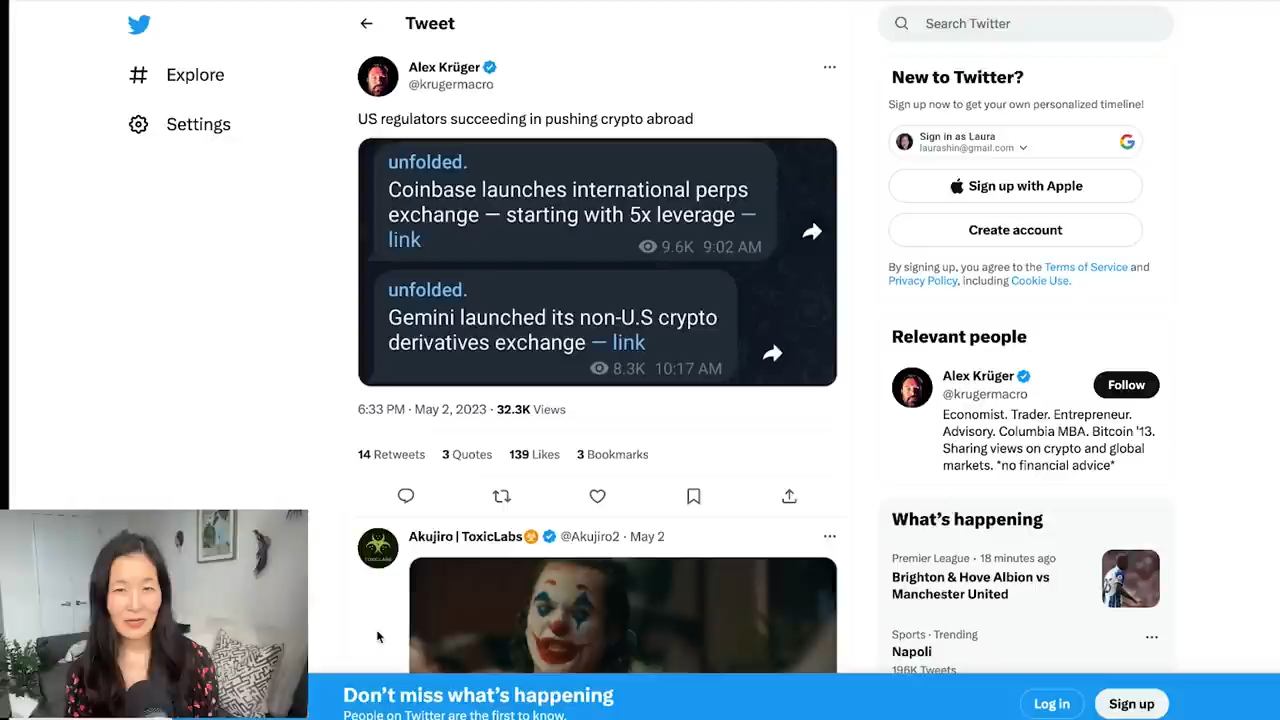 Explore
Settings
Tweet
Alex Krüger
@krugermacro
US regulators succeeding in pushing crypto abroad
unfolded.
Coinbase launches international perps
exchange — starting with 5x leverage —
link
9.6K 9:02 AM
unfolded.
Gemini launched its non-U.S crypto
derivatives exchange — link
8.3K 10:17 AM
6:33 PM · May 2, 2023 · 32.3K Views
14 Retweets 3 Quotes 139 Likes 3 Bookmarks
Akujiro | ToxicLabs @Akujiro2 · May 2
Search Twitter
New to Twitter?
Sign up now to get your own personalized timeline!
Sign in as Laura
laurashin@gmail.com
Sign up with Apple
Create account
By signing up, you agree to the Terms of Service and
Privacy Policy, including Cookie Use.
Relevant people
Alex Krüger
@krugermacro
Follow
Economist. Trader. Entrepreneur.
Advisory. Columbia MBA. Bitcoin '13.
Sharing views on crypto and global
markets. *no financial advice*
What's happening
Premier League · 18 minutes ago
Brighton & Hove Albion vs
Manchester United
Sports · Trending
Napoli
196K Tweets
Don't miss what's happening
People on Twitter are the first to know.
Log in
Sign up